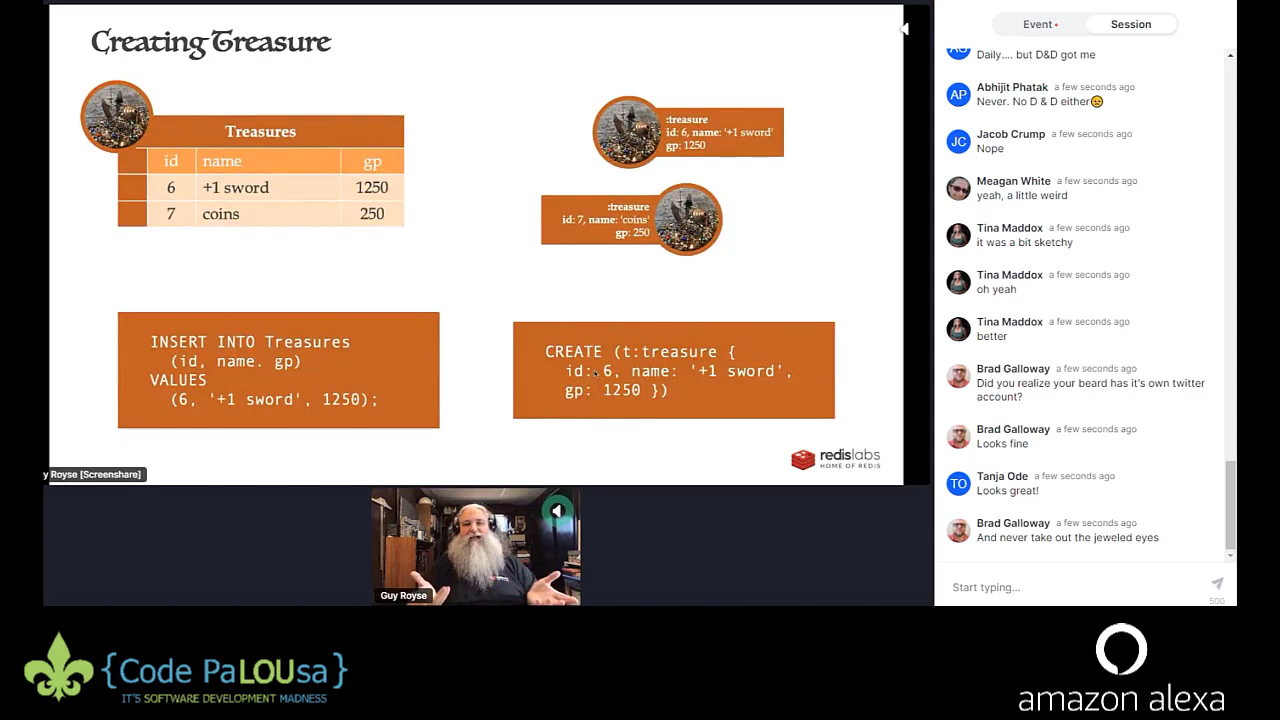 Creating Treasure
Treasures
id name gp
6 +1 sword 1250
7 coins 250
:treasure
id: 6, name: '+1 sword'
gp: 1250
:treasure
id: 7, name: 'coins'
gp: 250
INSERT INTO Treasures
(id, name. gp)
VALUES
(6, '+1 sword', 1250);
CREATE (t:treasure {
id: 6, name: '+1 sword',
gp: 1250 })
redislabs
HOME OF REDIS
y Royse [Screenshare]
Guy Royse
Event
Session
Daily.... but D&D got me
AP
Abhijit Phatak a few seconds ago
Never. No D & D either
JC
Jacob Crump a few seconds ago
Nope
Meagan White a few seconds ago
yeah, a little weird
Tina Maddox a few seconds ago
it was a bit sketchy
Tina Maddox a few seconds ago
oh yeah
Tina Maddox a few seconds ago
better
Brad Galloway a few seconds ago
Did you realize your beard has it's own twitter
account?
Brad Galloway a few seconds ago
Looks fine
TO
Tanja Ode a few seconds ago
Looks great!
Brad Galloway a few seconds ago
And never take out the jeweled eyes
Start typing...
500
{Code PaLOUsa}
IT'S SOFTWARE DEVELOPMENT MADNESS
amazon alexa